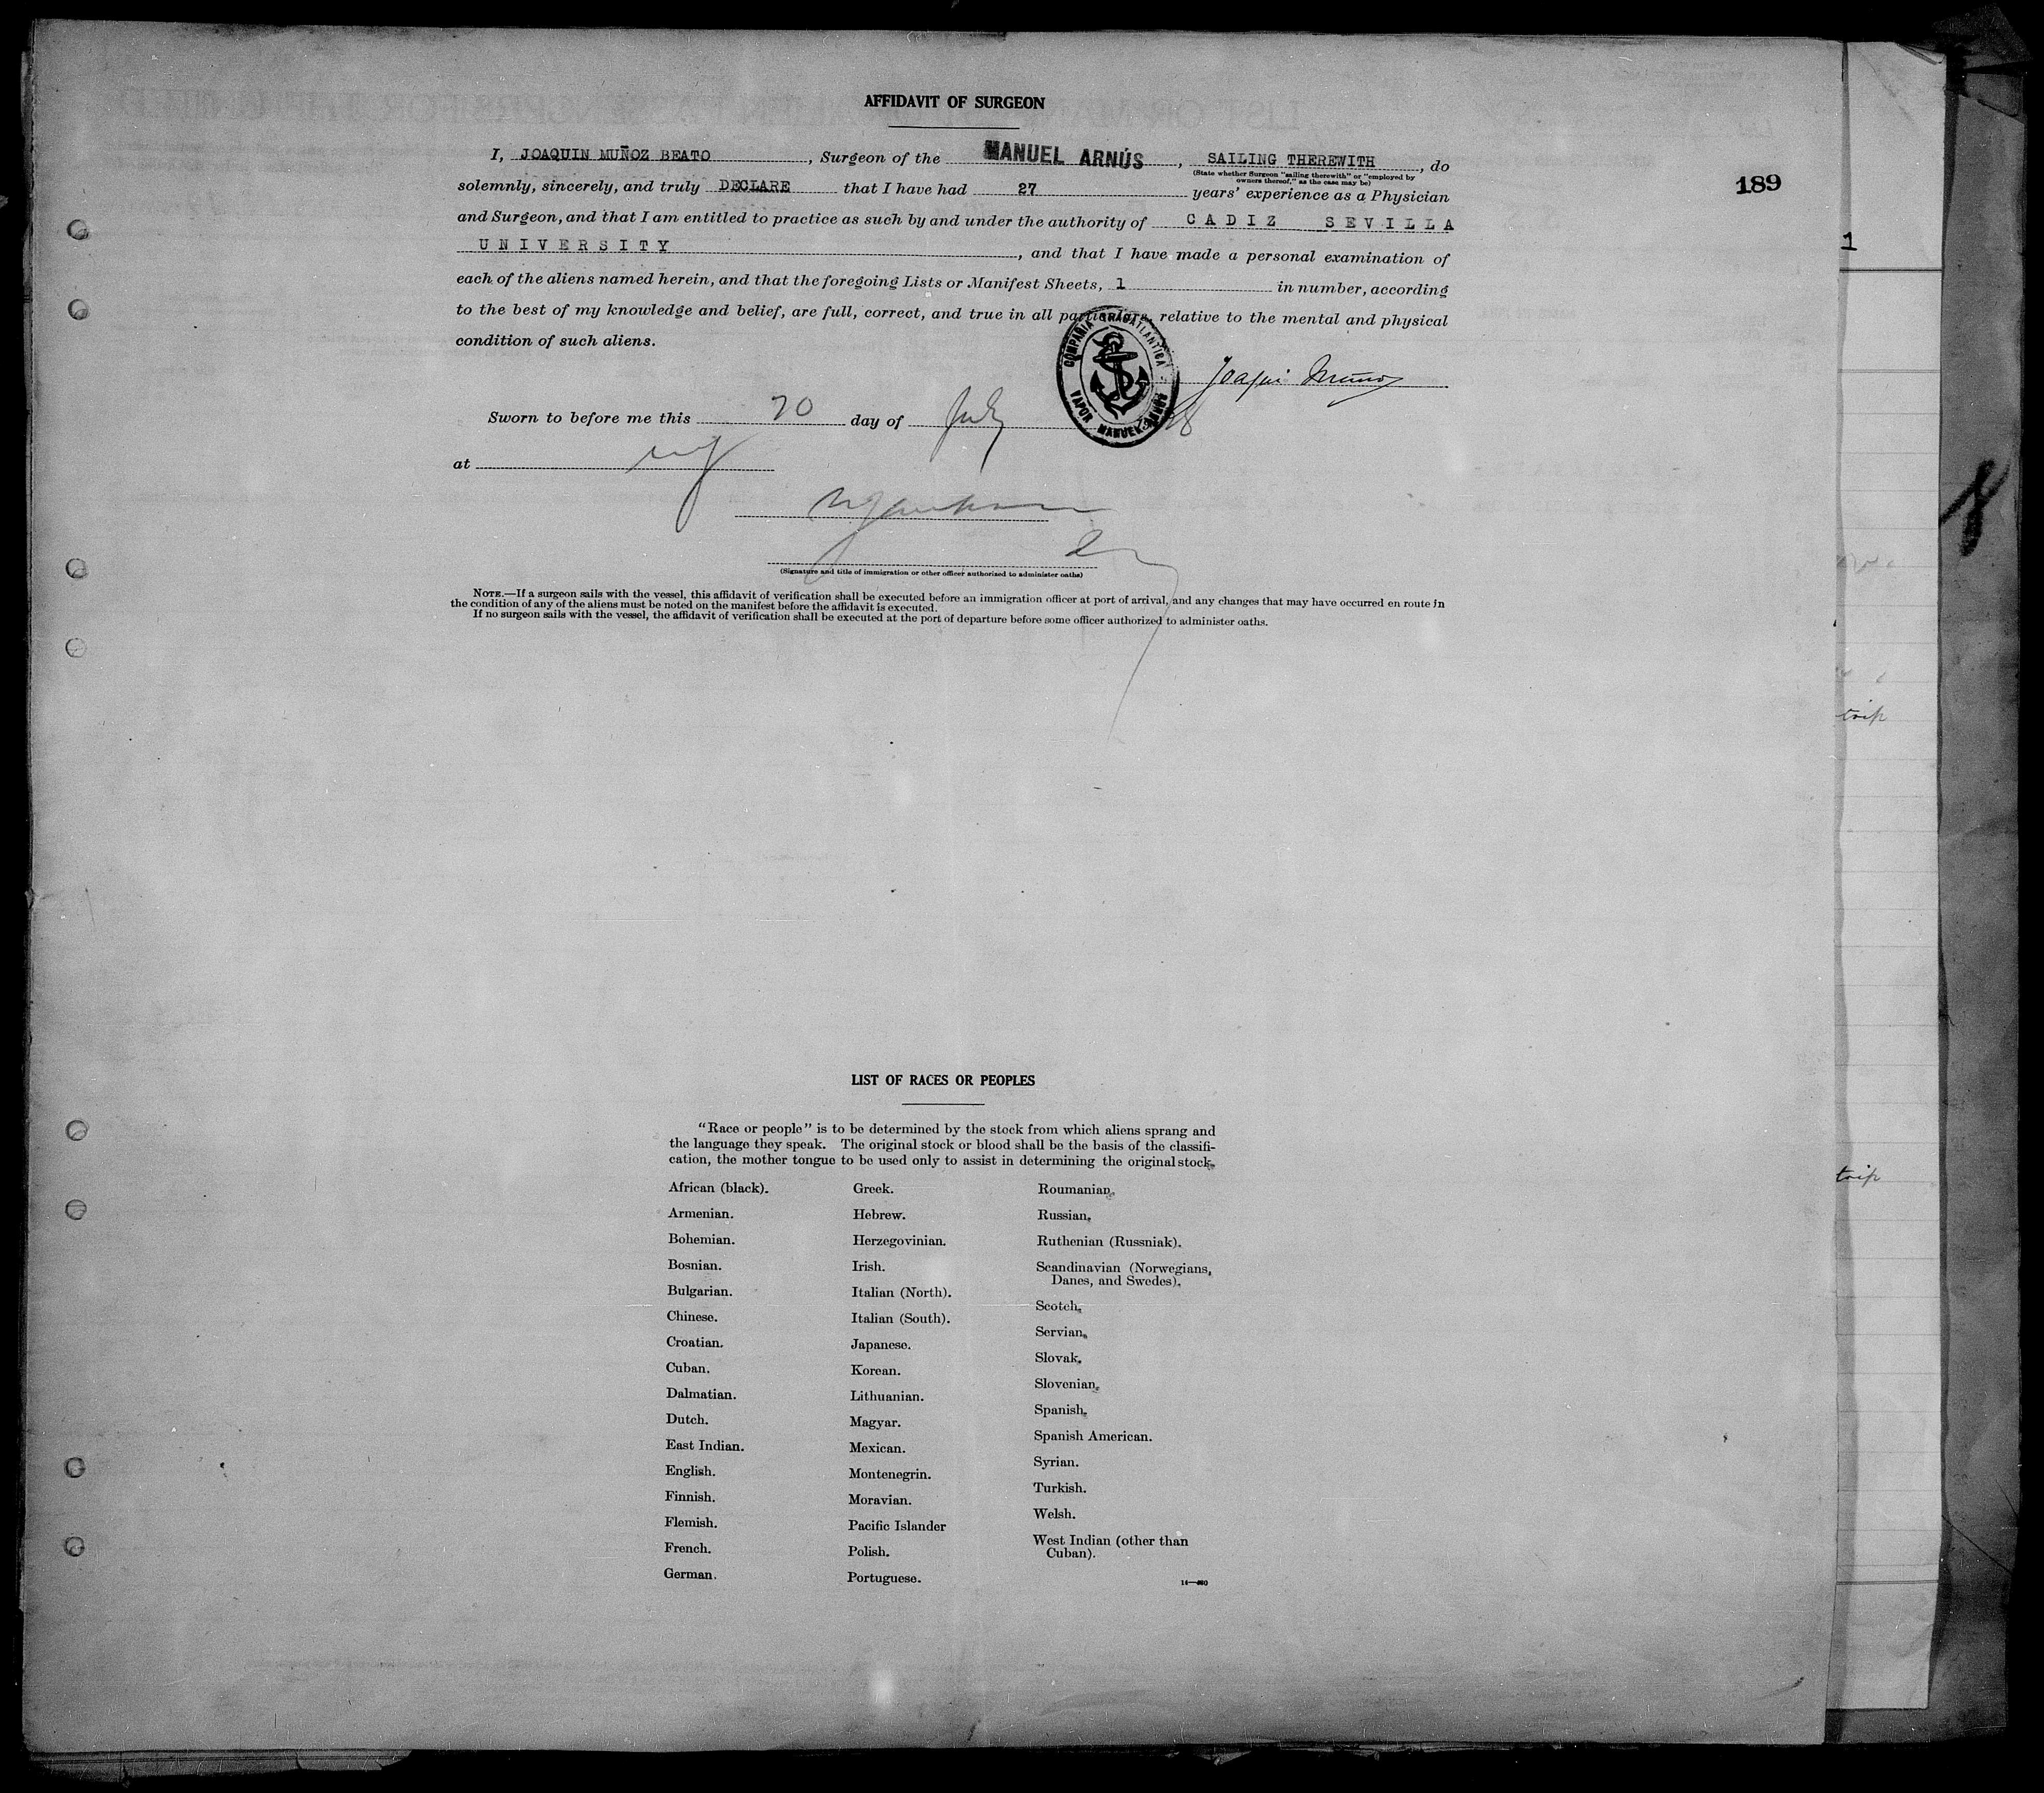 AFFIDAVIT OF SURGEON
189
I, JOAQUIN MUÑOZ BEATO, Surgeon of the MANUEL ARNÚS, SAILING THEREWITH, do
(State whether Surgeon "sailing therewith" or "employed by owners thereof," as the case may be)
solemnly, sincerely, and truly DECLARE that I have had 27 years' experience as a Physician
and Surgeon, and that I am entitled to practice as such by and under the authority of CADIZ SEVILLA
UNIVERSITY, and that I have made a personal examination of
1
each of the aliens named herein, and that the foregoing Lists or Manifest Sheets, 1 in number, according
to the best of my knowledge and belief, are full, correct, and true in all particulars, relative to the mental and physical
condition of such aliens.
COMPAÑIA TRASATLANTICA
VAPOR MANUEL ARNUS
Joaqui Munoz
Sworn to before me this 20 day of July
at
(Signature and title of immigration or other officer authorized to administer oaths)
NOTE.—If a surgeon sails with the vessel, this affidavit of verification shall be executed before an immigration officer at port of arrival, and any changes that may have occurred en route in
the condition of any of the aliens must be noted on the manifest before the affidavit is executed.
If no surgeon sails with the vessel, the affidavit of verification shall be executed at the port of departure before some officer authorized to administer oaths.
trip
trip
LIST OF RACES OR PEOPLES
"Race or people" is to be determined by the stock from which aliens sprang and
the language they speak. The original stock or blood shall be the basis of the classifi-
cation, the mother tongue to be used only to assist in determining the original stock.
African (black).
Armenian.
Bohemian.
Bosnian.
Bulgarian.
Chinese.
Croatian.
Cuban.
Dalmatian.
Dutch.
East Indian.
English.
Finnish.
Flemish.
French.
German.
Greek.
Hebrew.
Herzegovinian.
Irish.
Italian (North).
Italian (South).
Japanese.
Korean.
Lithuanian.
Magyar.
Mexican.
Montenegrin.
Moravian.
Pacific Islander
Polish.
Portuguese.
Roumanian.
Russian.
Ruthenian (Russniak).
Scandinavian (Norwegians,
Danes, and Swedes).
Scotch.
Servian.
Slovak.
Slovenian.
Spanish.
Spanish American.
Syrian.
Turkish.
Welsh.
West Indian (other than
Cuban).